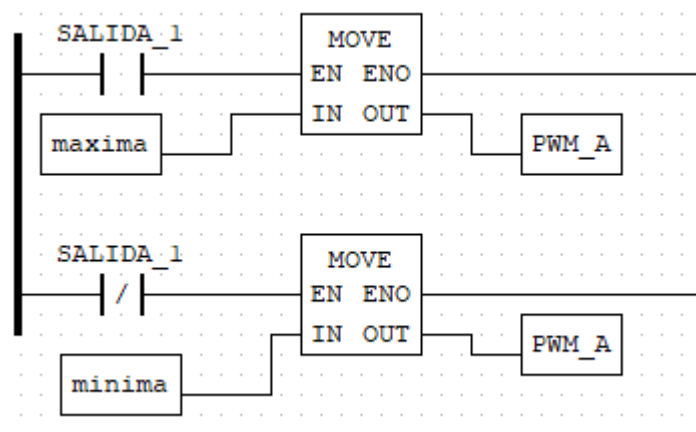 SALIDA_1
MOVE
EN ENO
IN OUT
maxima
PWM_A
SALIDA_1
/
MOVE
EN ENO
IN OUT
PWM_A
minima